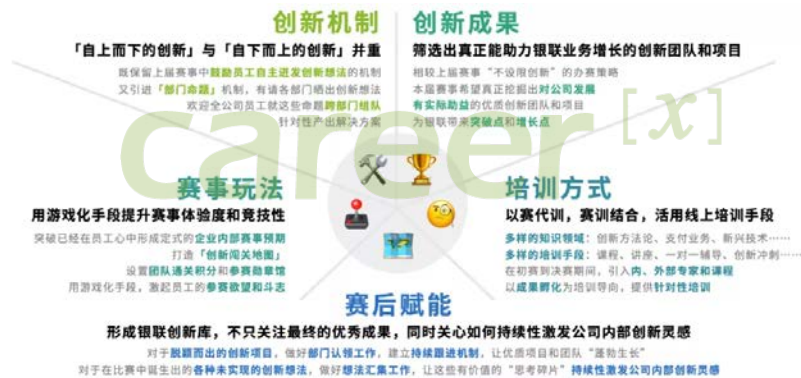 创新机制
「自上而下的创新」与「自下而上的创新」并重
既保留上届赛事中鼓励员工自主迸发创新想法的机制
又引进「部门命题」机制，有请各部门晒出创新想法
欢迎全公司员工就这些命题跨部门组队
针对性产出解决方案
创新成果
筛选出真正能助力银联业务增长的创新团队和项目
相较上届赛事“不设限创新”的办赛策略
本届赛事希望真正挖掘出对公司发展
有实际助益的优质创新团队和项目
为银联带来突破点和增长点
career[x]
赛事玩法
用游戏化手段提升赛事体验度和竞技性
突破已经在员工心中形成定式的企业内部赛事预期
打造「创新闯关地图」
设置团队通关积分和参赛勋章馆
用游戏化手段，激起员工的参赛欲望和斗志
培训方式
以赛代训，赛训结合，活用线上培训手段
多样的知识领域：创新方法论、支付业务、新兴技术……
多样的培训手段：课程、讲座、一对一辅导、创新冲刺……
在初赛到决赛期间，引入内、外部专家和课程
以成果孵化为培训导向，提供针对性培训
赛后赋能
形成银联创新库，不只关注最终的优秀成果，同时关心如何持续性激发公司内部创新灵感
对于脱颖而出的创新项目，做好部门认领工作，建立持续跟进机制，让优质项目和团队“蓬勃生长”
对于在比赛中诞生出的各种未实现的创新想法，做好想法汇集工作，让这些有价值的“思考碎片”持续性激发公司内部创新灵感